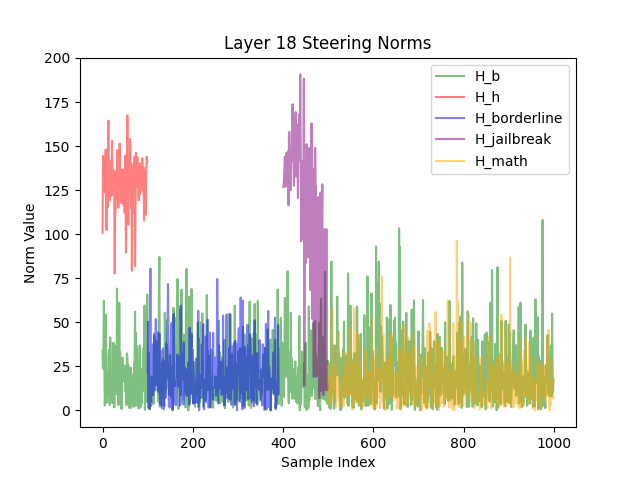 Layer 18 Steering Norms
Norm Value
200
175
150
125
100
75
50
25
0
H_b
H_h
H_borderline
H_jailbreak
H_math
0 200 400 600 800 1000
Sample Index